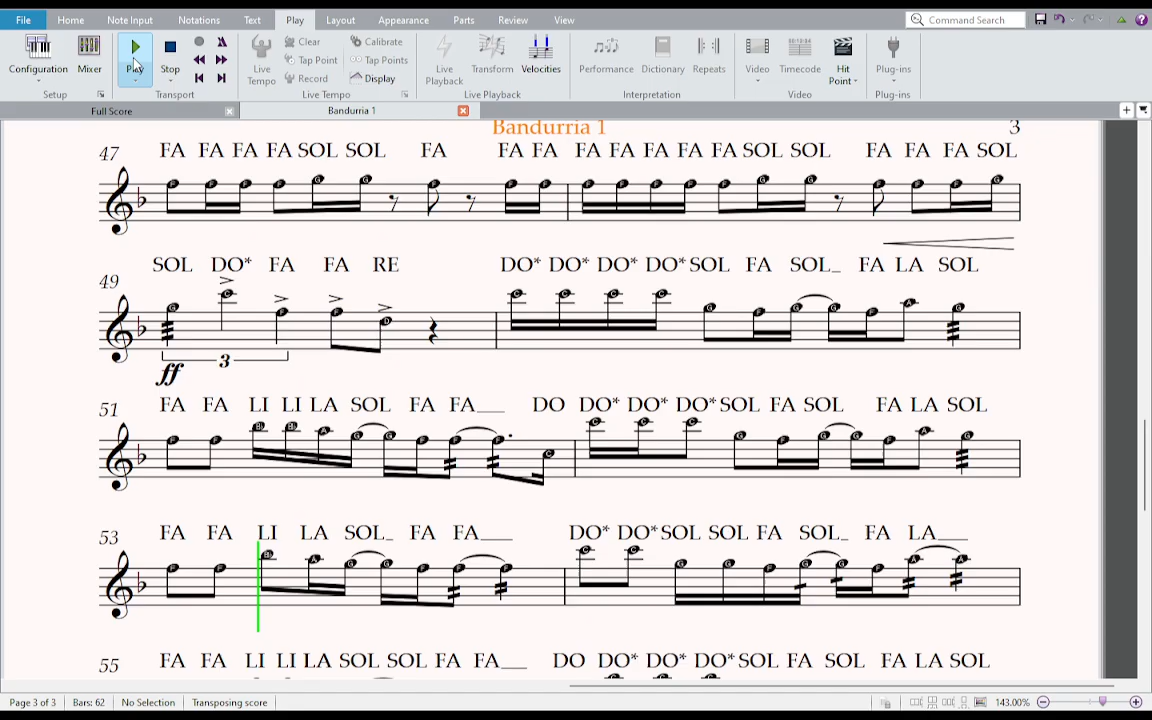 File Home Note Input Notations Text Play Layout Appearance Parts Review View Command Search
Configuration Mixer Play Stop Live Tempo Clear Tap Point Record Calibrate Tap Points Display Live Playback Transform Velocities Performance Dictionary Repeats Video Timecode Hit Point Plug-ins
Setup Transport Live Tempo Live Playback Interpretation Video Plug-ins
Full Score Bandurria 1
Bandurria 1 3
47 FA FA FA FA SOL SOL FA FA FA FA FA FA FA FA SOL SOL FA FA FA SOL
SOL DO* FA FA RE DO* DO* DO* DO* SOL FA SOL_ FA LA SOL
49
3
ff
51 FA FA LI LI LA SOL FA FA___ DO DO* DO* DO* SOL FA SOL FA LA SOL
53 FA FA LI LA SOL_ FA FA___ DO* DO* SOL SOL FA SOL_ FA LA___
55 FA FA LI LI LA SOL SOL FA FA___ DO DO* DO* DO* SOL FA SOL FA LA SOL
Page 3 of 3 Bars: 62 No Selection Transposing score 143.00%